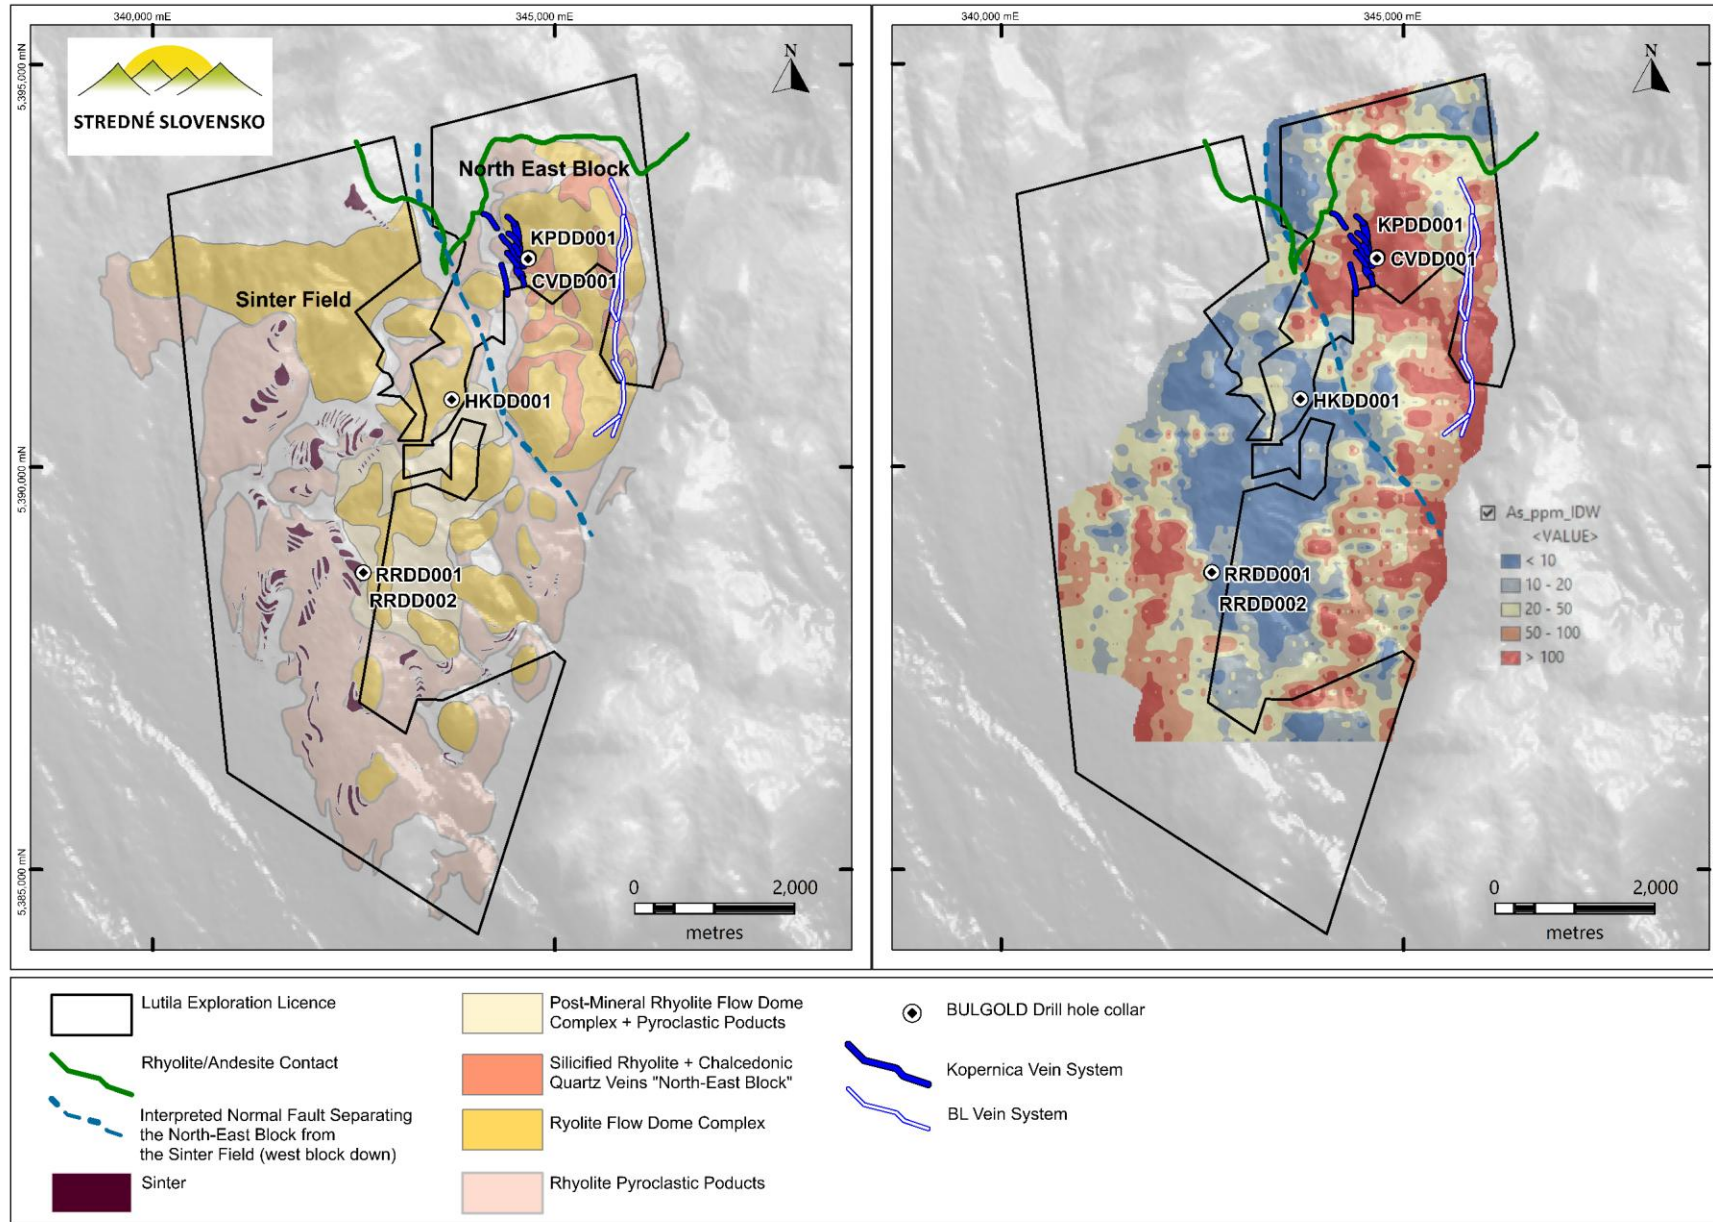 340,000 mE
345,000 mE
5,395,000 mN
5,390,000 mN
5,385,000 mN
STREDNÉ SLOVENSKO
N
North East Block
KPDD001
CVDD001
Sinter Field
HKDD001
RRDD001
RRDD002
0
2,000
metres
340,000 mE
345,000 mE
N
KPDD001
CVDD001
HKDD001
RRDD001
RRDD002
As_ppm_IDW
<VALUE>
< 10
10 - 20
20 - 50
50 - 100
> 100
0
2,000
metres
Lutila Exploration Licence
Rhyolite/Andesite Contact
Interpreted Normal Fault Separating
the North-East Block from
the Sinter Field (west block down)
Sinter
Post-Mineral Rhyolite Flow Dome
Complex + Pyroclastic Poducts
Silicified Rhyolite + Chalcedonic
Quartz Veins "North-East Block"
Ryolite Flow Dome Complex
Rhyolite Pyroclastic Products
BULGOLD Drill hole collar
Kopernica Vein System
BL Vein System